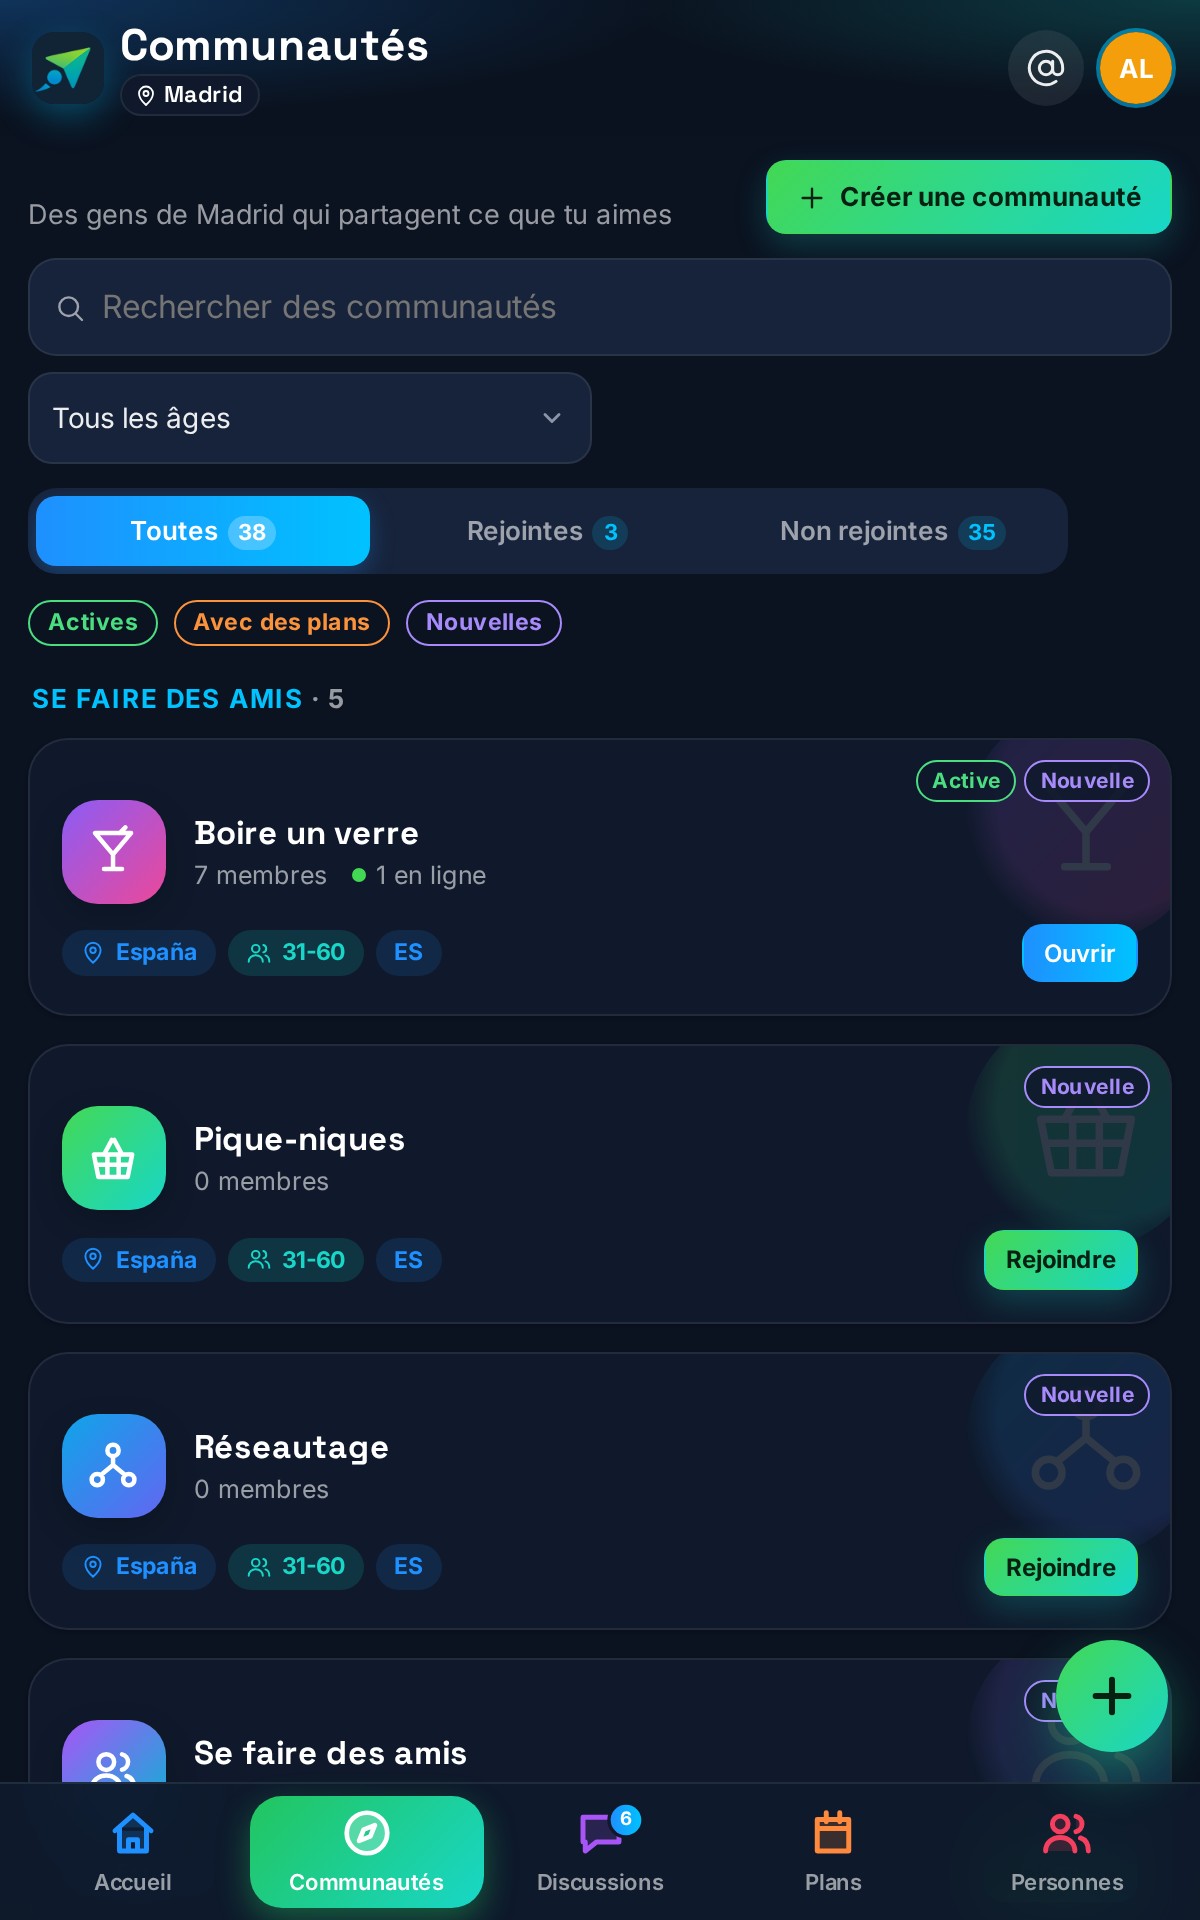 Communautés
Madrid
AL
Des gens de Madrid qui partagent ce que tu aimes
Créer une communauté
Rechercher des communautés
Tous les âges
Toutes 38
Rejointes 3
Non rejointes 35
Actives
Avec des plans
Nouvelles
SE FAIRE DES AMIS · 5
Active
Nouvelle
Boire un verre
7 membres
1 en ligne
España
31-60
ES
Ouvrir
Nouvelle
Pique-niques
0 membres
España
31-60
ES
Rejoindre
Nouvelle
Réseautage
0 membres
España
31-60
ES
Rejoindre
Se faire des amis
Accueil
Communautés
6
Discussions
Plans
Personnes